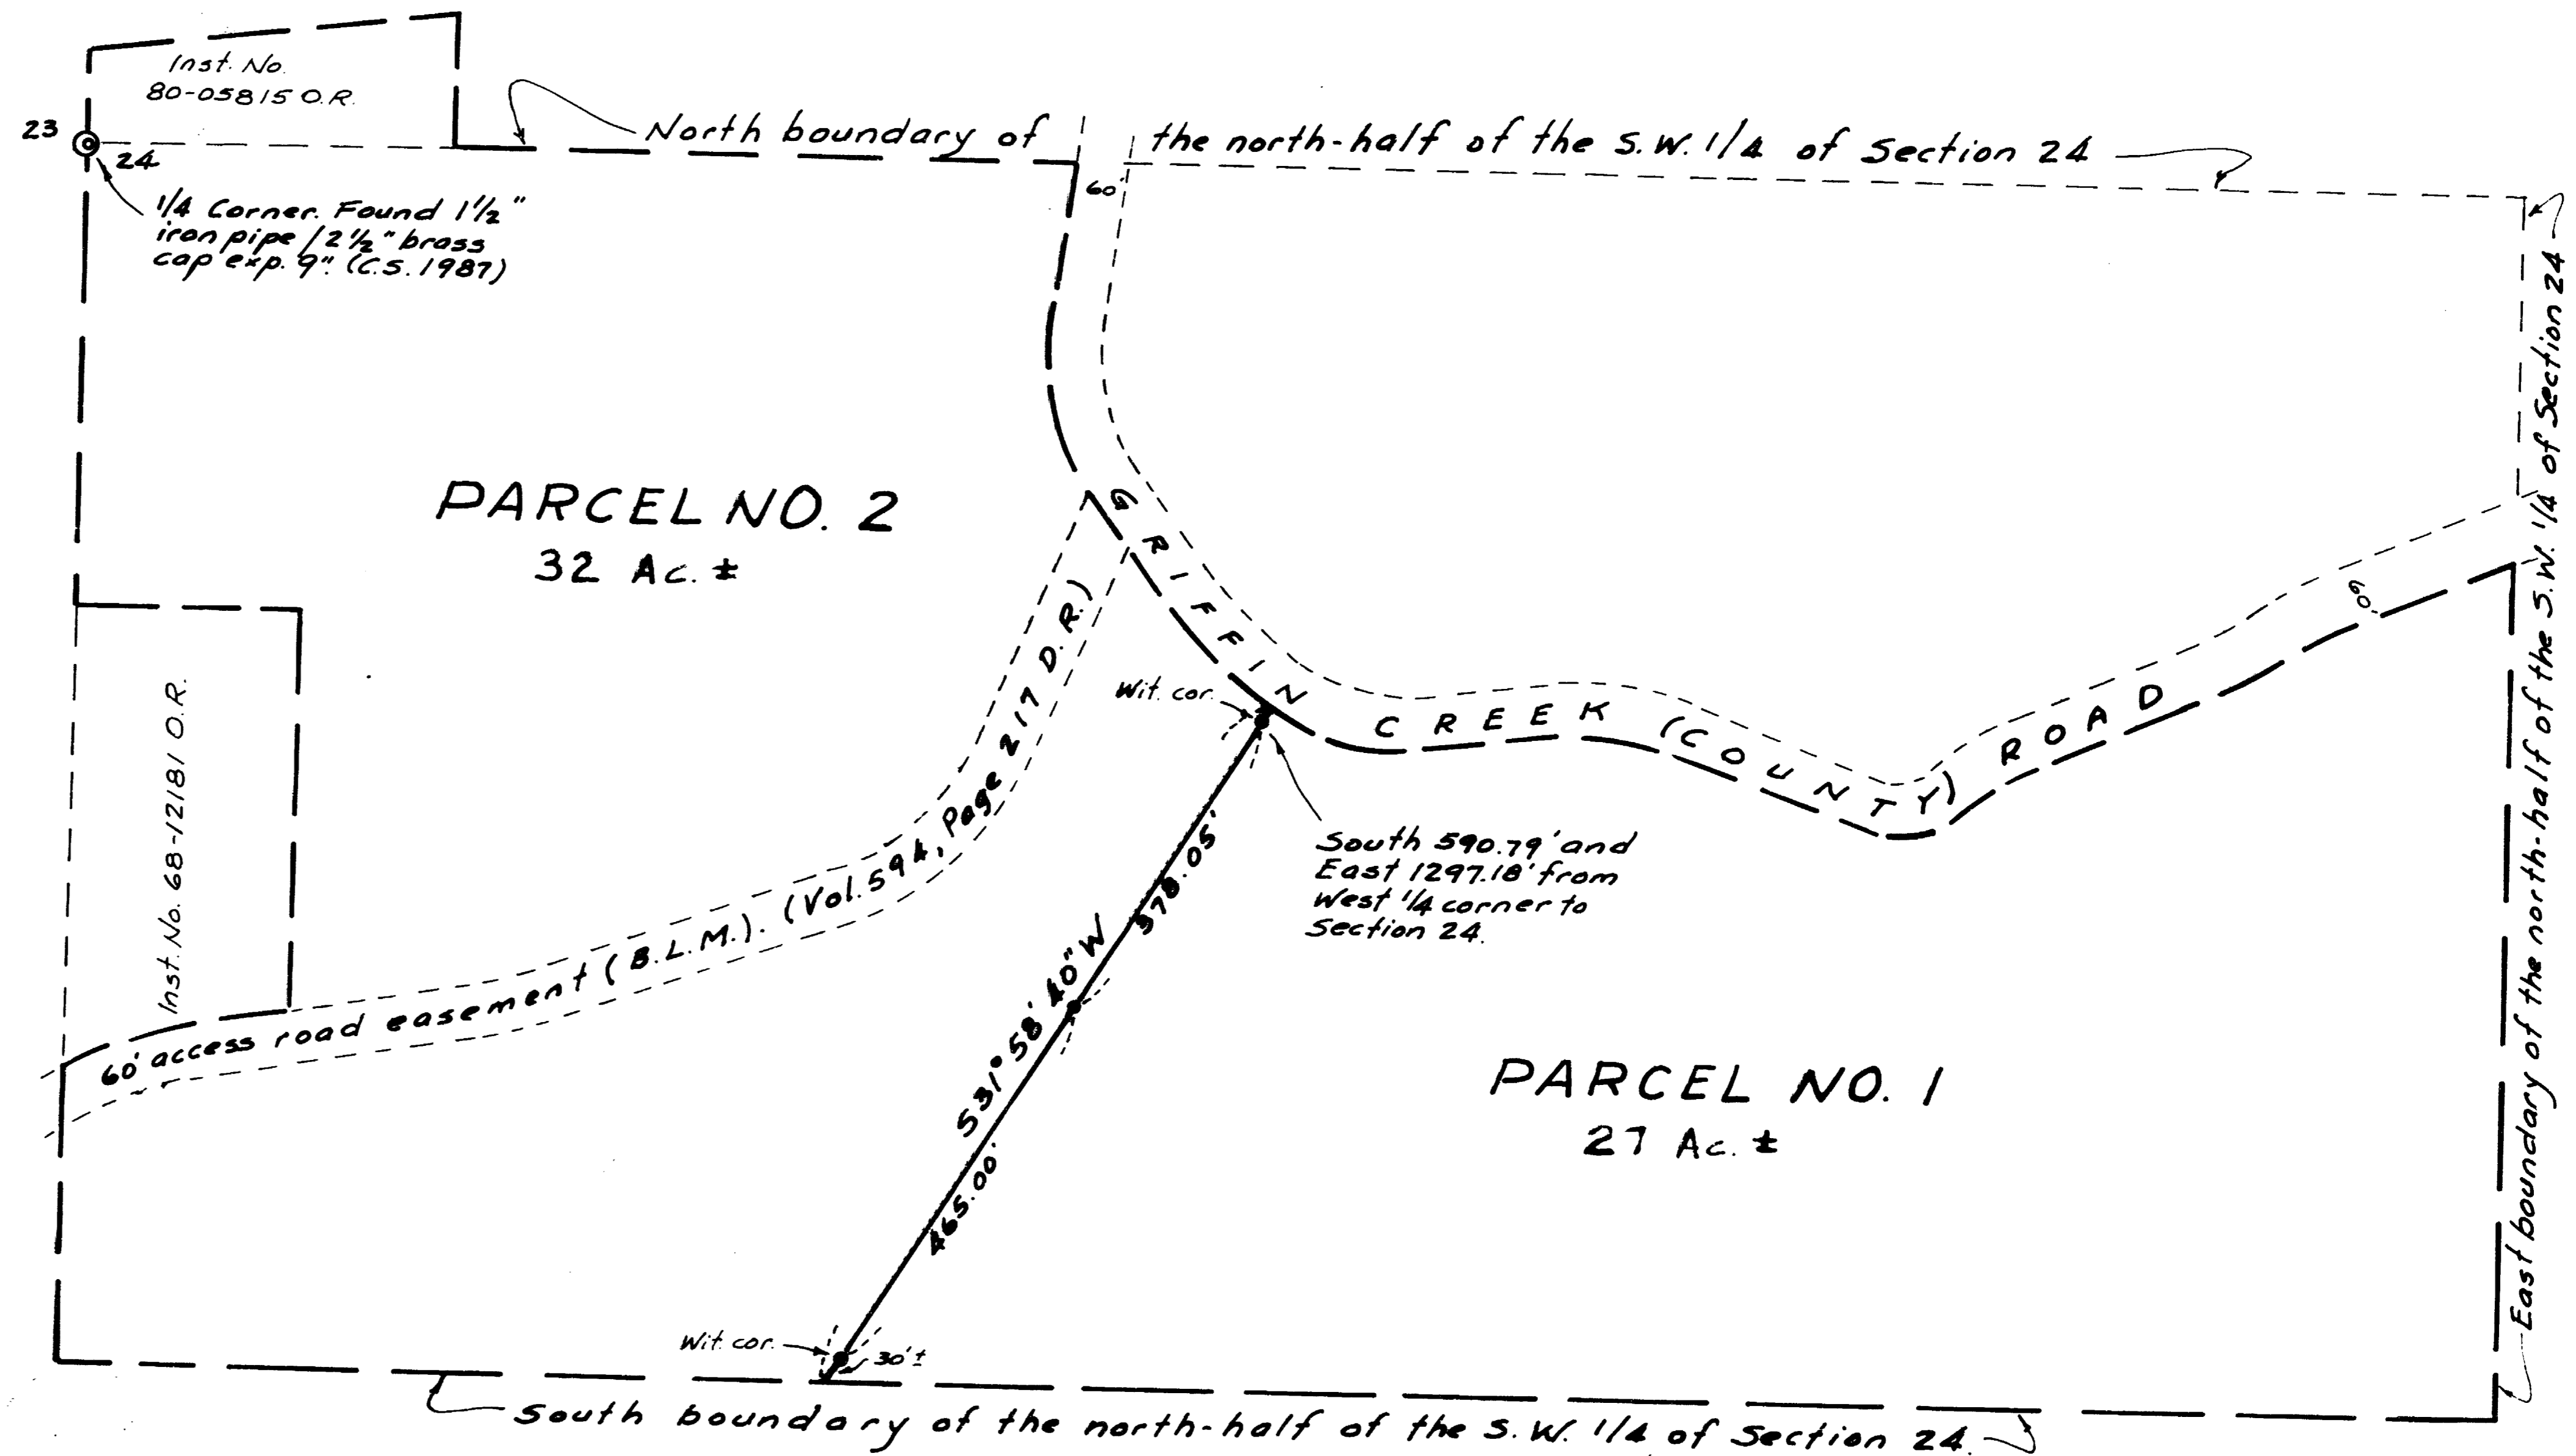 Inst. No.
80-05815 O.R.
23
24
North boundary of the north-half of the S.W. 1/4 of Section 24
60'
1/4 Corner. Found 1½"
iron pipe / 2½" brass
cap exp. 9". (C.S. 1987)
PARCEL NO. 2
32 Ac. ±
Inst. No. 68-12181 O.R.
60' access road easement (B.L.M.). (Vol. 594, Page 217 D.R.)
GRIFFIN CREEK (COUNTY) ROAD
60'
Wit. cor.
South 590.79' and
East 1297.18' from
West ¼ corner to
Section 24.
378.05'
S31° 58' 40" W
465.00'
PARCEL NO. 1
27 Ac. ±
Wit. cor.
30'±
South boundary of the north-half of the S.W. 1/4 of Section 24.
East boundary of the north-half of the S.W. 1/4 of Section 24